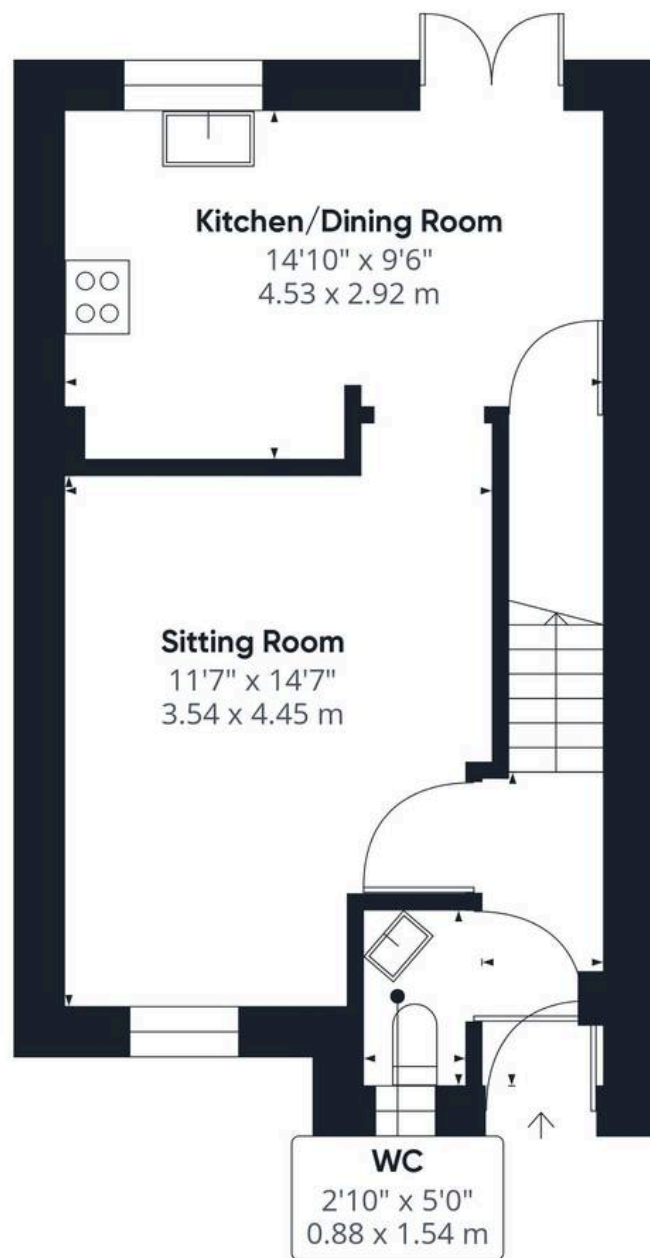 Kitchen/Dining Room
14'10" x 9'6"
4.53 x 2.92 m
Sitting Room
11'7" x 14'7"
3.54 x 4.45 m
WC
2'10" x 5'0"
0.88 x 1.54 m